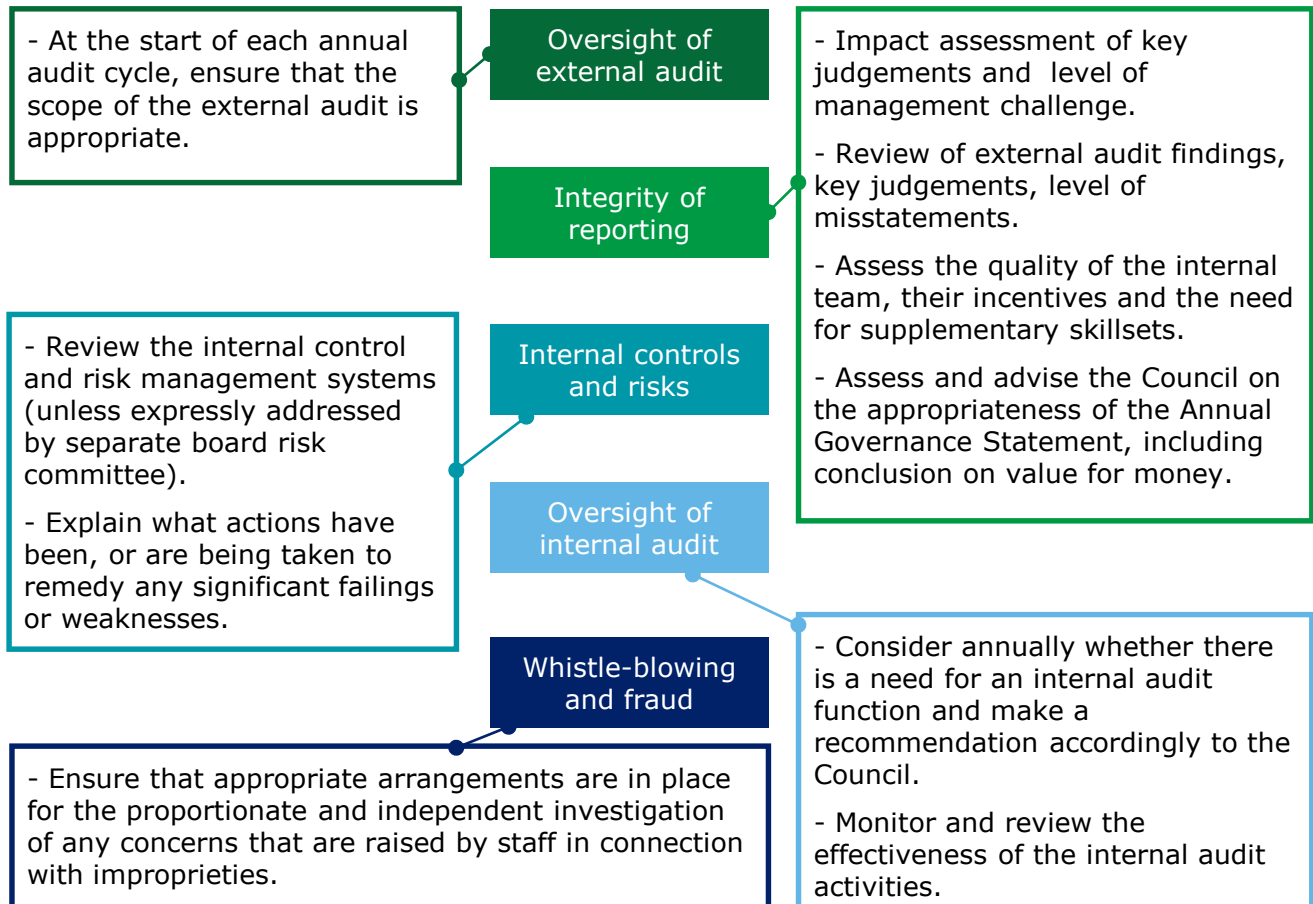 Oversight of
external audit
- At the start of each annual
audit cycle, ensure that the
scope of the external audit is
appropriate.
Integrity of
reporting
- Impact assessment of key
judgements and  level of
management challenge.
- Review of external audit findings,
key judgements, level of
misstatements.
- Assess the quality of the internal
team, their incentives and the need
for supplementary skillsets.
- Assess and advise the Council on
the appropriateness of the Annual
Governance Statement, including
conclusion on value for money.
Internal controls
and risks
- Review the internal control
and risk management systems
(unless expressly addressed
by separate board risk
committee).
- Explain what actions have
been, or are being taken to
remedy any significant failings
or weaknesses.
Oversight of
internal audit
- Consider annually whether there
is a need for an internal audit
function and make a
recommendation accordingly to the
Council.
- Monitor and review the
effectiveness of the internal audit
activities.
Whistle-blowing
and fraud
- Ensure that appropriate arrangements are in place
for the proportionate and independent investigation
of any concerns that are raised by staff in connection
with improprieties.